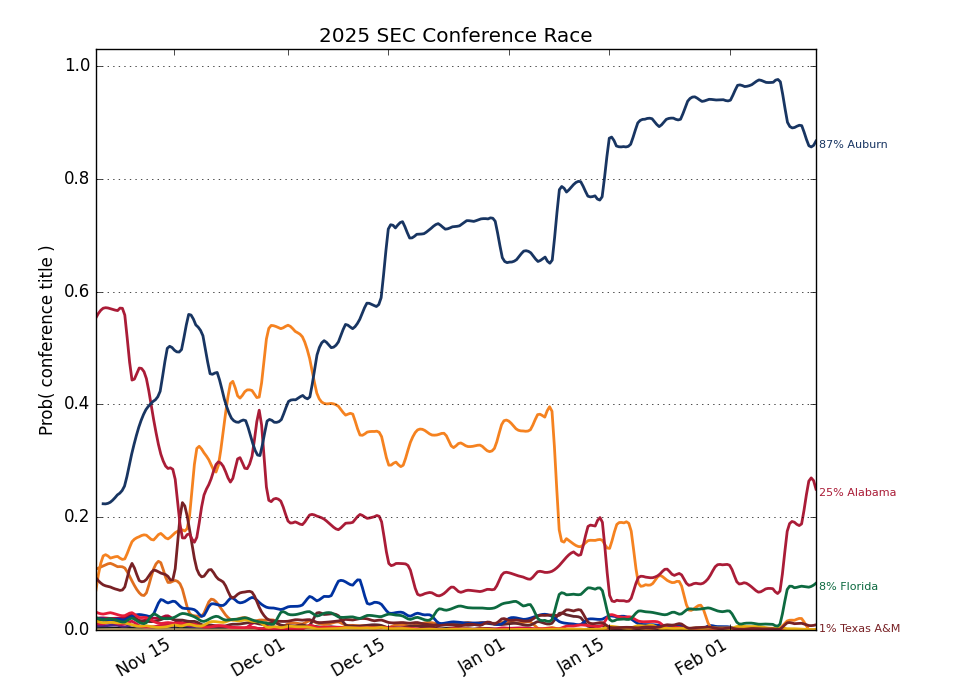 2025 SEC Conference Race
Prob( conference title )
1.0
0.8
0.6
0.4
0.2
0.0
87% Auburn
25% Alabama
8% Florida
1% Texas A&M
Nov 15
Dec 01
Dec 15
Jan 01
Jan 15
Feb 01